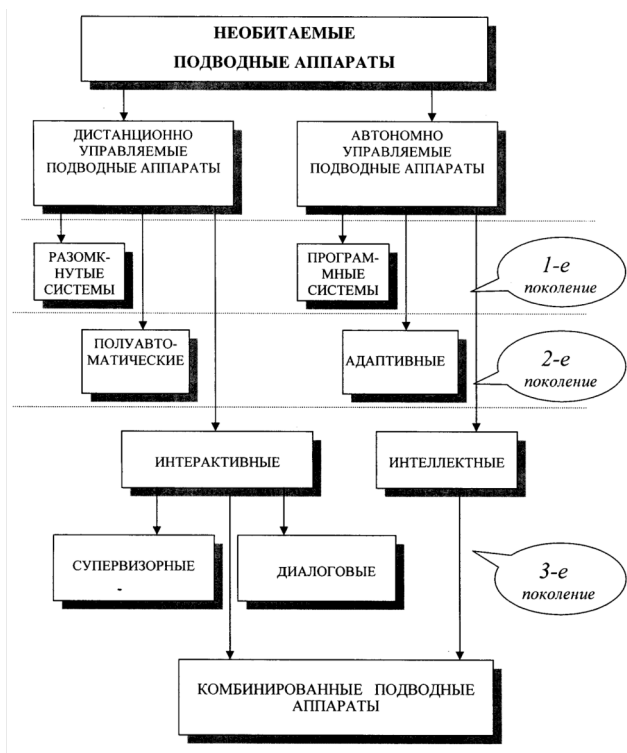 НЕОБИТАЕМЫЕ
ПОДВОДНЫЕ АППАРАТЫ
ДИСТАНЦИОННО
УПРАВЛЯЕМЫЕ
ПОДВОДНЫЕ АППАРАТЫ
АВТОНОМНО
УПРАВЛЯЕМЫЕ
ПОДВОДНЫЕ АППАРАТЫ
РАЗОМК-
НУТЫЕ
СИСТЕМЫ
ПРОГРАМ-
МНЫЕ
СИСТЕМЫ
1-е
поколение
ПОЛУАВТО-
МАТИЧЕСКИЕ
АДАПТИВНЫЕ
2-е
поколение
ИНТЕРАКТИВНЫЕ
ИНТЕЛЛЕКТНЫЕ
СУПЕРВИЗОРНЫЕ
ДИАЛОГОВЫЕ
3-е
поколение
КОМБИНИРОВАННЫЕ ПОДВОДНЫЕ
АППАРАТЫ